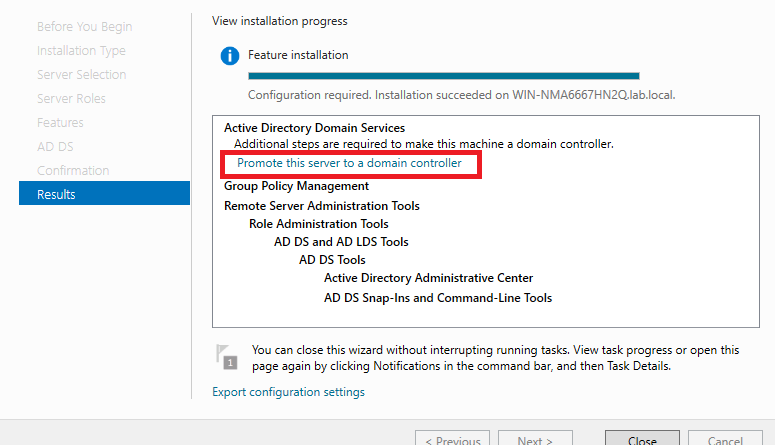 Before You Begin
Installation Type
Server Selection
Server Roles
Features
AD DS
Confirmation
Results
View installation progress
Feature installation
Configuration required. Installation succeeded on WIN-NMA6667HN2Q.lab.local.
Active Directory Domain Services
Additional steps are required to make this machine a domain controller.
Promote this server to a domain controller
Group Policy Management
Remote Server Administration Tools
Role Administration Tools
AD DS and AD LDS Tools
AD DS Tools
Active Directory Administrative Center
AD DS Snap-Ins and Command-Line Tools
1
You can close this wizard without interrupting running tasks. View task progress or open this
page again by clicking Notifications in the command bar, and then Task Details.
Export configuration settings
< Previous
Next >
Close
Cancel